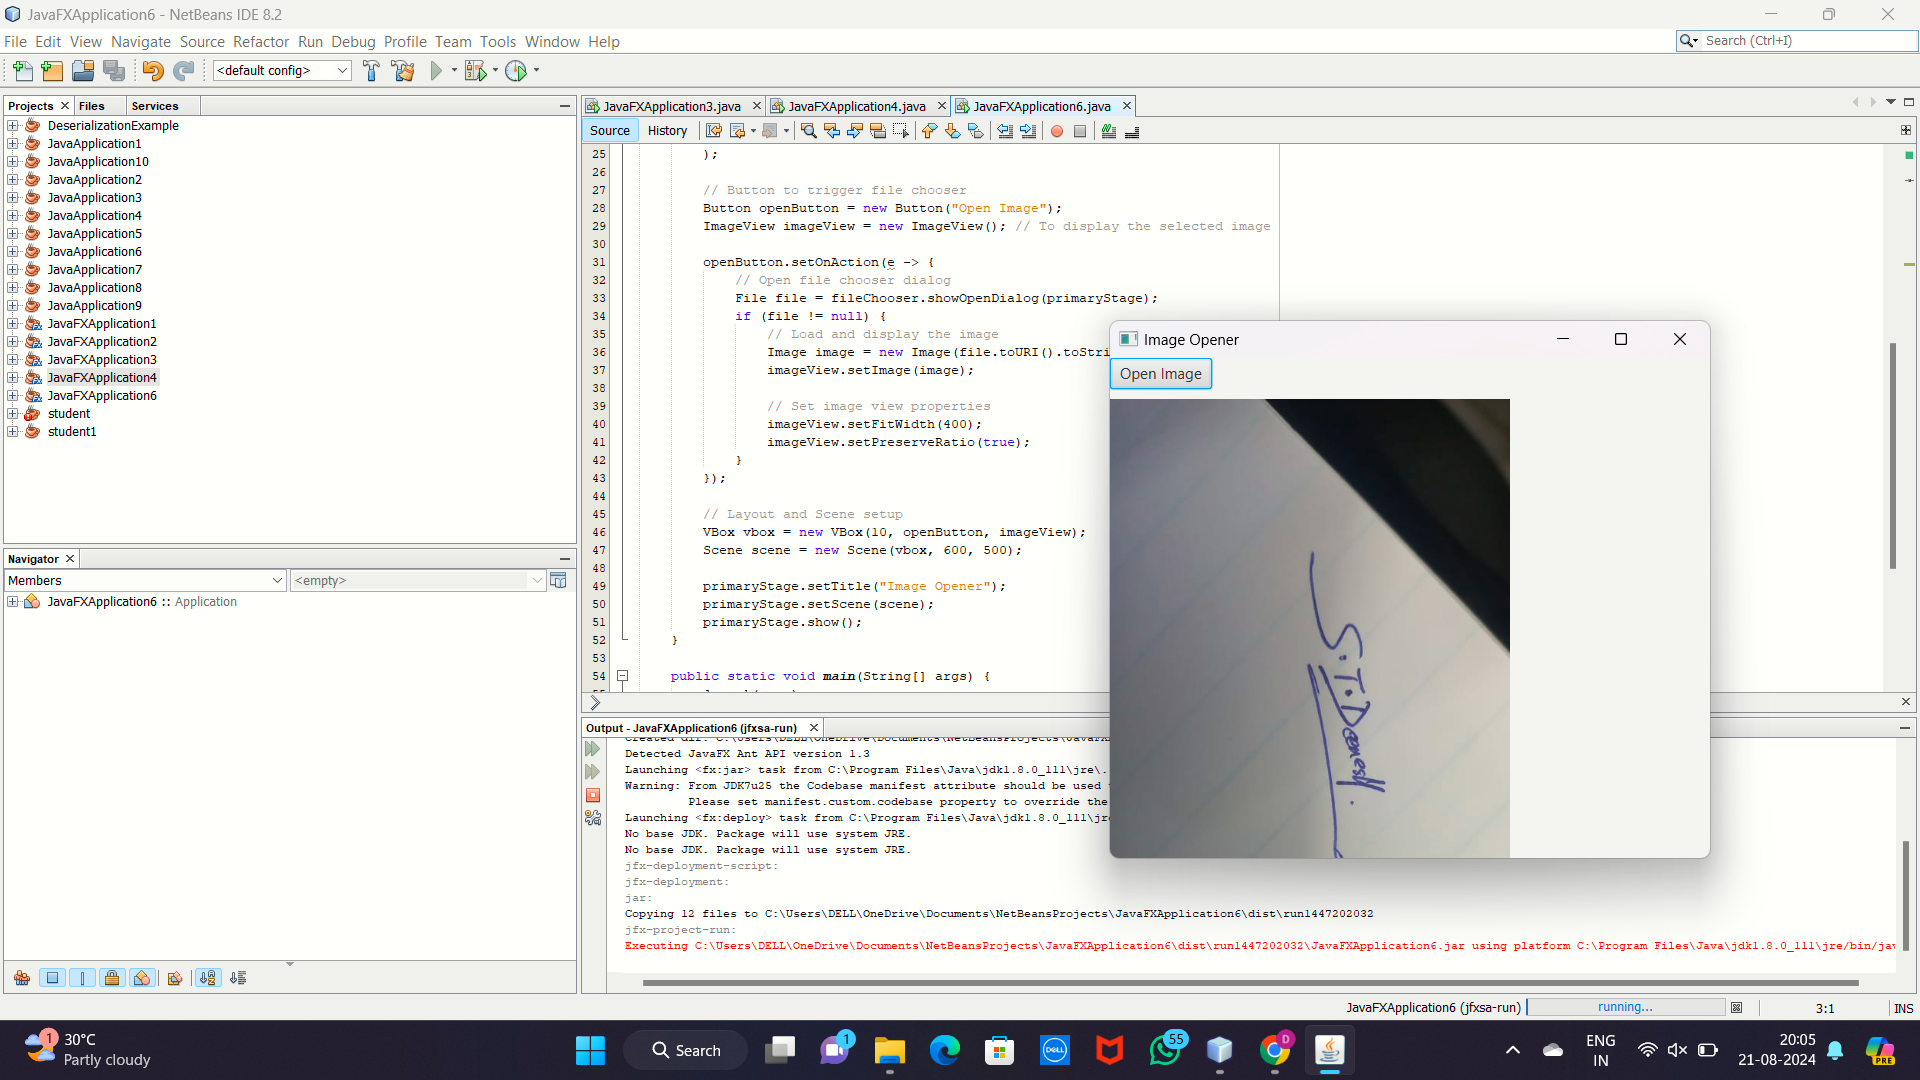 JavaFXApplication6 - NetBeans IDE 8.2
File Edit View Navigate Source Refactor Run Debug Profile Team Tools Window Help
Search (Ctrl+I)
<default config>
Projects Files Services
DeserializationExample
JavaApplication1
JavaApplication10
JavaApplication2
JavaApplication3
JavaApplication4
JavaApplication5
JavaApplication6
JavaApplication7
JavaApplication8
JavaApplication9
JavaFXApplication1
JavaFXApplication2
JavaFXApplication3
JavaFXApplication4
JavaFXApplication6
student
student1
Navigator
Members <empty>
JavaFXApplication6 :: Application
JavaFXApplication3.java JavaFXApplication4.java JavaFXApplication6.java
Source History
25 );
26
27 // Button to trigger file chooser
28 Button openButton = new Button("Open Image");
29 ImageView imageView = new ImageView(); // To display the selected image
30
31 openButton.setOnAction(e -> {
32 // Open file chooser dialog
33 File file = fileChooser.showOpenDialog(primaryStage);
34 if (file != null) {
35 // Load and display the image
36 Image image = new Image(file.toURI().toStri
37 imageView.setImage(image);
38
39 // Set image view properties
40 imageView.setFitWidth(400);
41 imageView.setPreserveRatio(true);
42 }
43 });
44
45 // Layout and Scene setup
46 VBox vbox = new VBox(10, openButton, imageView);
47 Scene scene = new Scene(vbox, 600, 500);
48
49 primaryStage.setTitle("Image Opener");
50 primaryStage.setScene(scene);
51 primaryStage.show();
52 }
53
54 public static void main(String[] args) {
Image Opener
Open Image
S.T.
Output - JavaFXApplication6 (jfxsa-run)
Detected JavaFX Ant API version 1.3
Launching <fx:jar> task from C:\Program Files\Java\jdk1.8.0_111\jre\.
Warning: From JDK7u25 the Codebase manifest attribute should be used
Please set manifest.custom.codebase property to override the
Launching <fx:deploy> task from C:\Program Files\Java\jdk1.8.0_111\jr
No base JDK. Package will use system JRE.
No base JDK. Package will use system JRE.
jfx-deployment-script:
jfx-deployment:
jar:
Copying 12 files to C:\Users\DELL\OneDrive\Documents\NetBeansProjects\JavaFXApplication6\dist\run1447202032
jfx-project-run:
Executing C:\Users\DELL\OneDrive\Documents\NetBeansProjects\JavaFXApplication6\dist\run1447202032\JavaFXApplication6.jar using platform C:\Program Files\Java\jdk1.8.0_111\jre/bin/jav
JavaFXApplication6 (jfxsa-run) running... 3:1 INS
30°C
Partly cloudy
1
Search
1
DELL
55
D
ENG
IN
20:05
21-08-2024
PRE